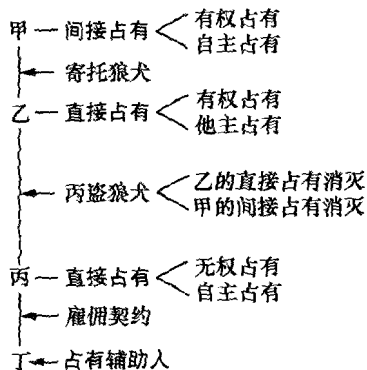 有权占有
甲 间接占有
自主占有
寄托狼犬
有权占有
乙 直接占有
他主占有
乙的直接占有消灭
丙盗狼犬
甲的间接占有消灭
无权占有
丙 直接占有
自主占有
雇佣契约
丁 占有辅助人